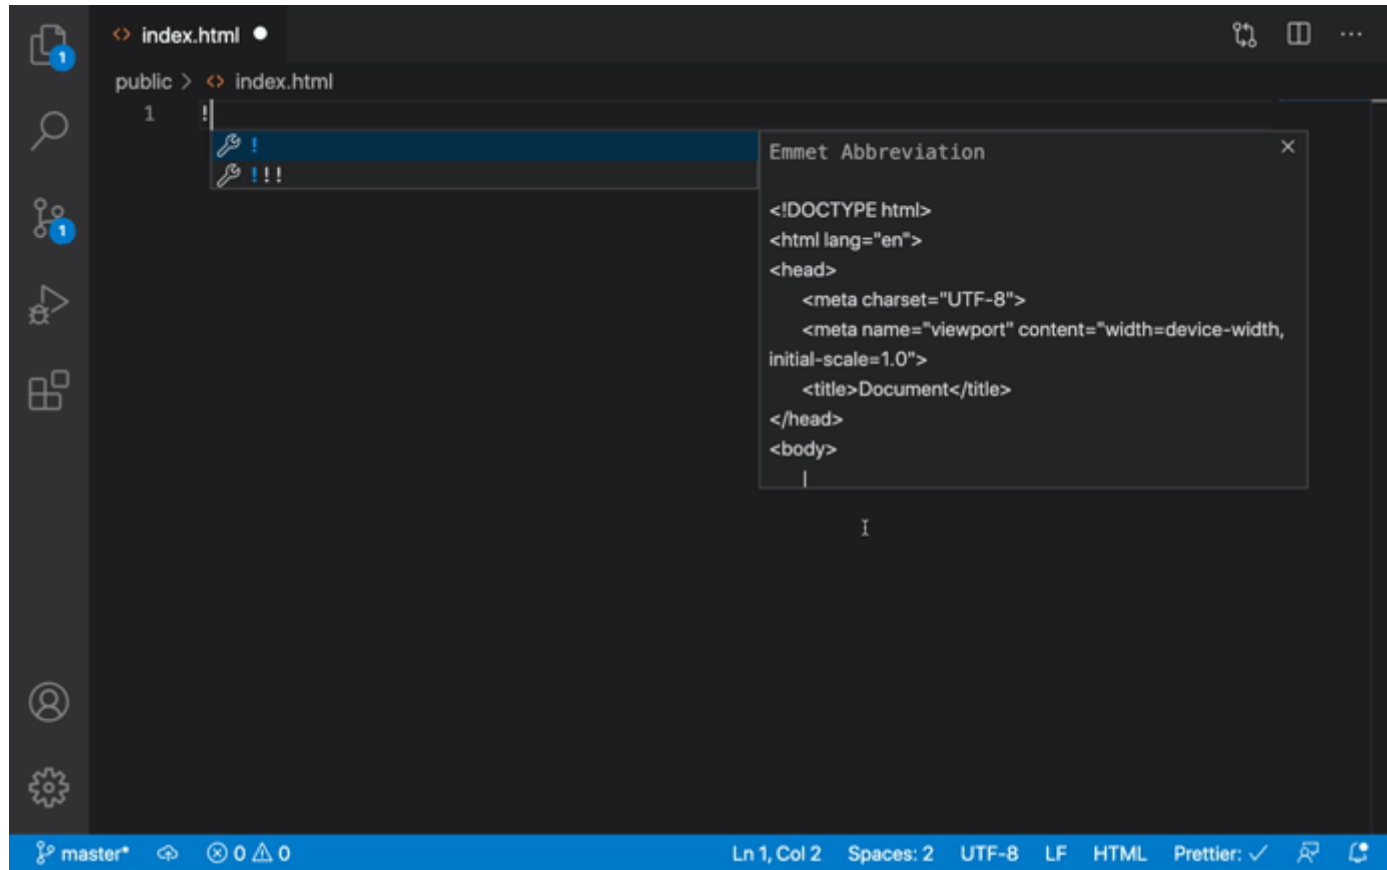 index.html
public > index.html
1 !
!
!!!
Emmet Abbreviation
<!DOCTYPE html>
<html lang="en">
<head>
<meta charset="UTF-8">
<meta name="viewport" content="width=device-width,
initial-scale=1.0">
<title>Document</title>
</head>
<body>
1
1
master* 0 0 Ln 1, Col 2 Spaces: 2 UTF-8 LF HTML Prettier: ✓